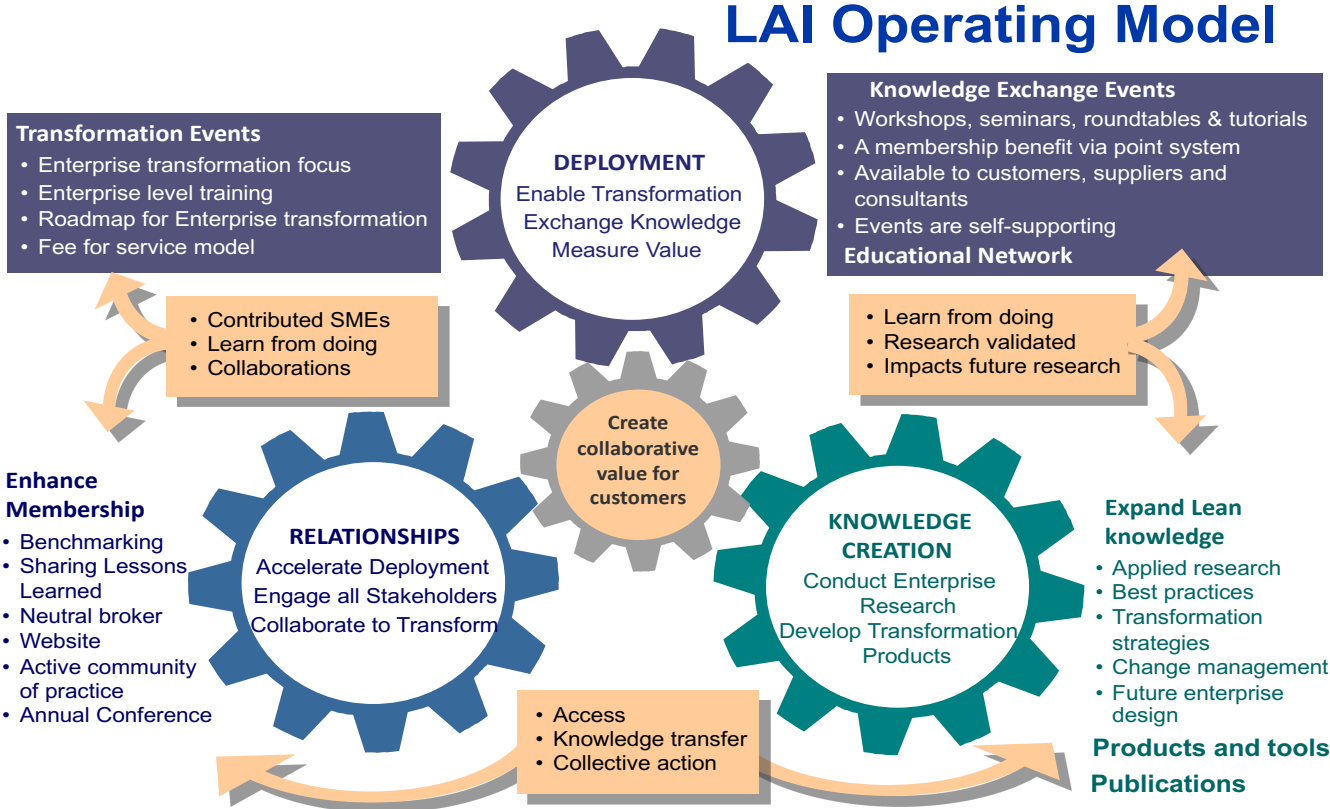 LAI Operating Model
Transformation Events
• Enterprise transformation focus
• Enterprise level training
• Roadmap for Enterprise transformation
• Fee for service model
DEPLOYMENT
Enable Transformation
Exchange Knowledge
Measure Value
Knowledge Exchange Events
• Workshops, seminars, roundtables & tutorials
• A membership benefit via point system
• Available to customers, suppliers and
consultants
• Events are self-supporting
Educational Network
• Contributed SMEs
• Learn from doing
• Collaborations
• Learn from doing
• Research validated
• Impacts future research
Create
collaborative
value for
customers
Enhance
Membership
• Benchmarking
• Sharing Lessons
Learned
• Neutral broker
• Website
• Active community
of practice
• Annual Conference
RELATIONSHIPS
Accelerate Deployment
Engage all Stakeholders
Collaborate to Transform
KNOWLEDGE
CREATION
Conduct Enterprise
Research
Develop Transformation
Products
Expand Lean
knowledge
• Applied research
• Best practices
• Transformation
strategies
• Change management
• Future enterprise
design
Products and tools
Publications
• Access
• Knowledge transfer
• Collective action